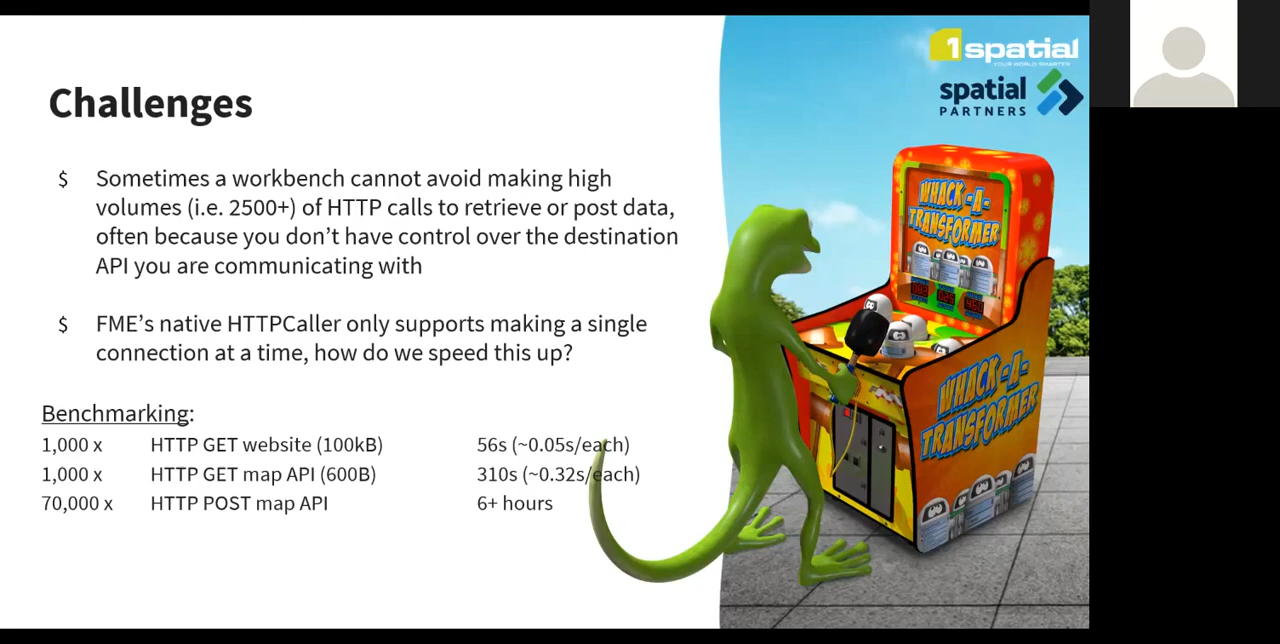 1spatial
YOUR WORLD SMARTER
spatial
PARTNERS
Challenges
$ Sometimes a workbench cannot avoid making high
volumes (i.e. 2500+) of HTTP calls to retrieve or post data,
often because you don’t have control over the destination
API you are communicating with
$ FME’s native HTTPCaller only supports making a single
connection at a time, how do we speed this up?
Benchmarking:
1,000 x HTTP GET website (100kB) 56s (~0.05s/each)
1,000 x HTTP GET map API (600B) 310s (~0.32s/each)
70,000 x HTTP POST map API 6+ hours
WHACK-A-
TRANSFORMER
WHACK-A-
TRANSFORMER